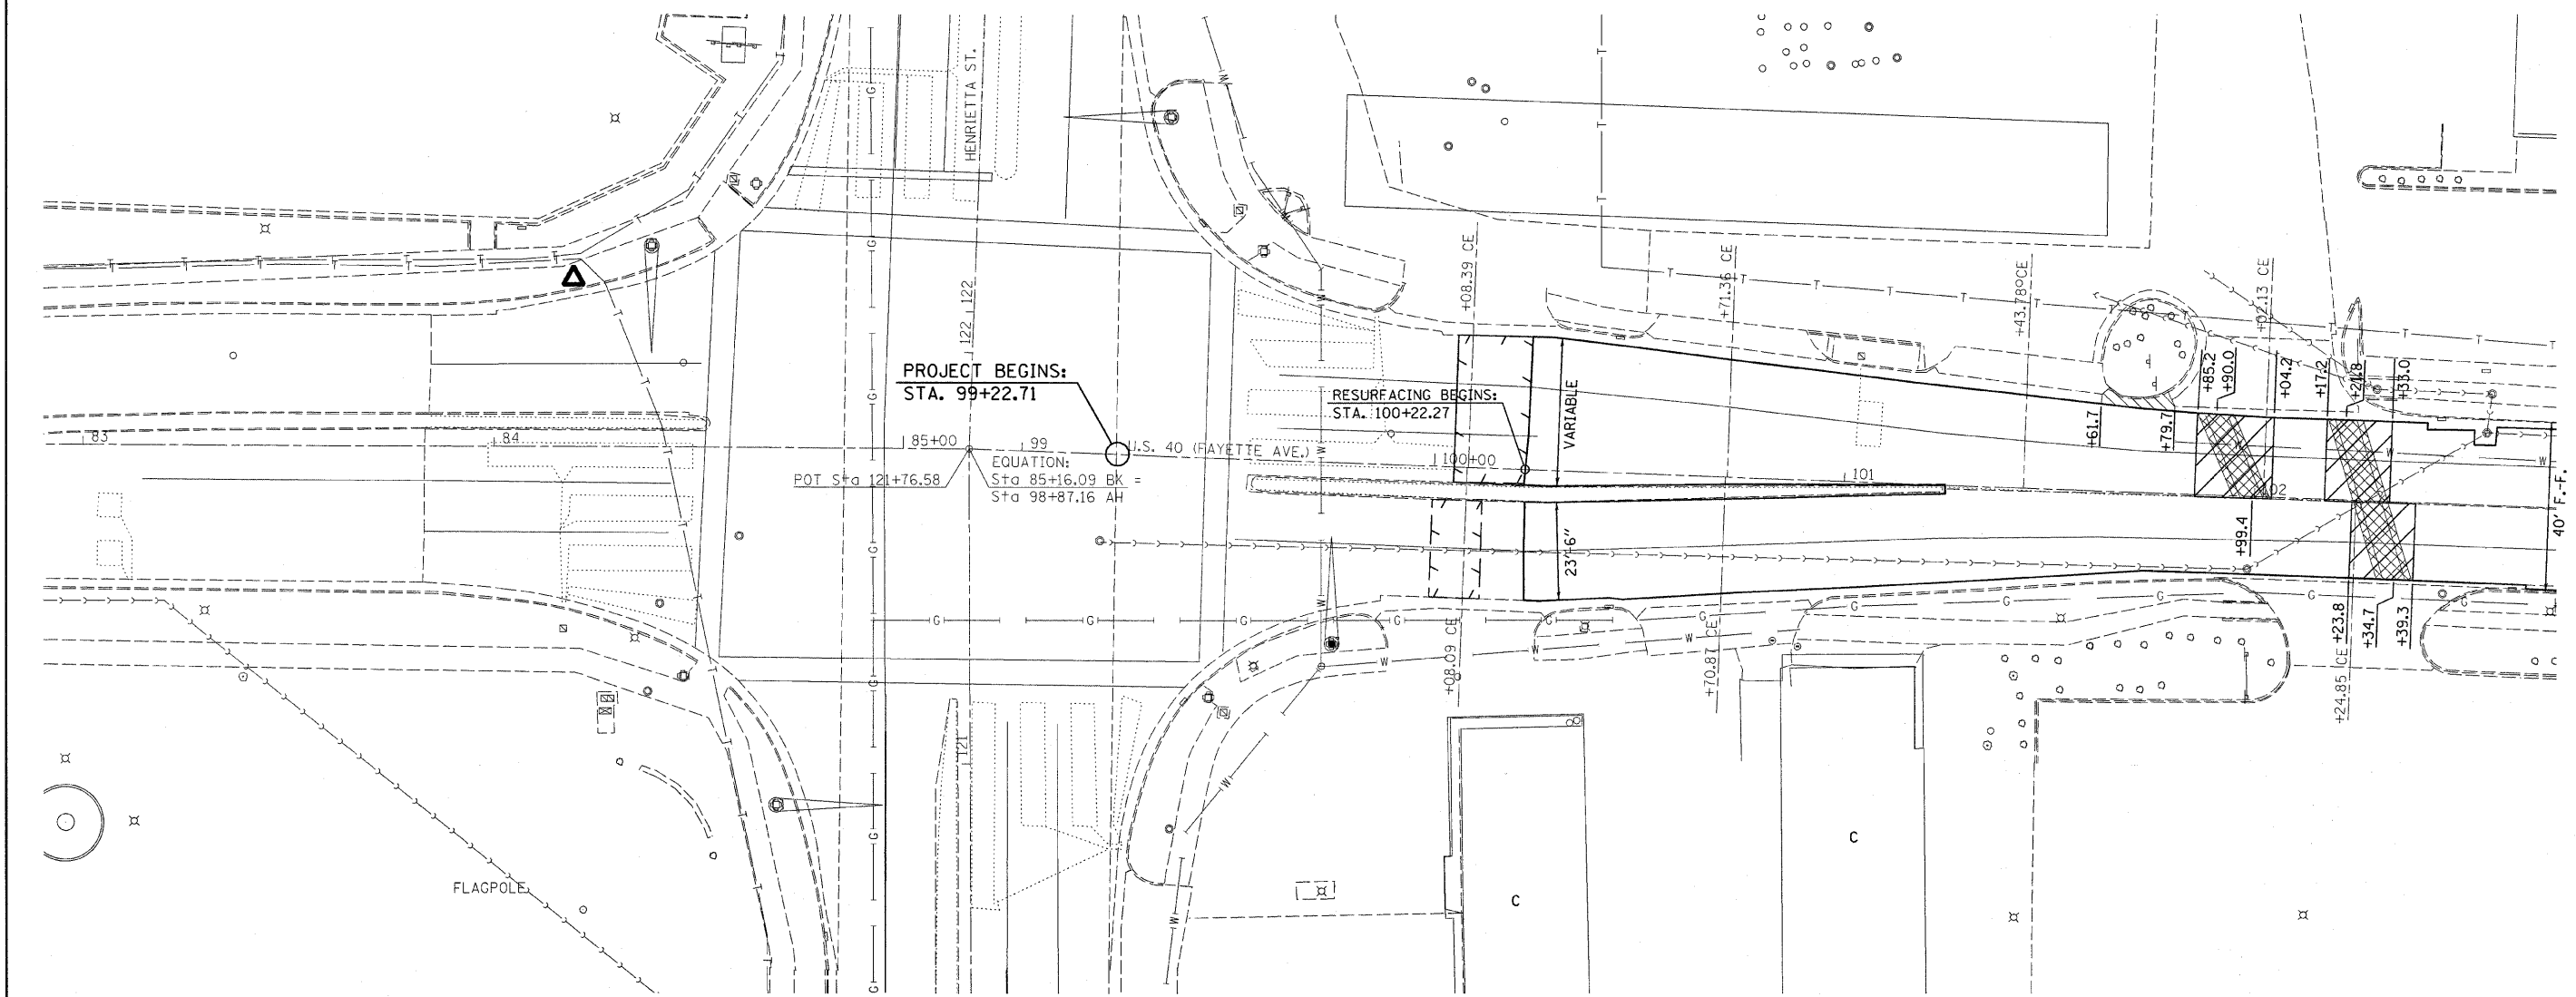 HENRIETTA ST.
122
122
PROJECT BEGINS:
STA. 99+22.71
83
84
85+00
99
U.S. 40 (FAYETTE AVE.)
POT Sta 121+76.58
EQUATION:
Sta 85+16.09 BK =
Sta 98+87.16 AH
121
FLAGPOLE
RESURFACING BEGINS:
STA. 100+22.27
100+00
101
102
VARIABLE
23'-6"
40' F.-F.
+08.39 CE
+71.36 CE
+43.78 CE
+02.13 CE
+61.7
+79.7
+85.2
+90.0
+04.2
+17.2
+21.8
+33.0
+99.4
+08.09 CE
+70.87 CE
+24.85 CE
+23.8
+34.7
+39.3
C
C
T
G
W